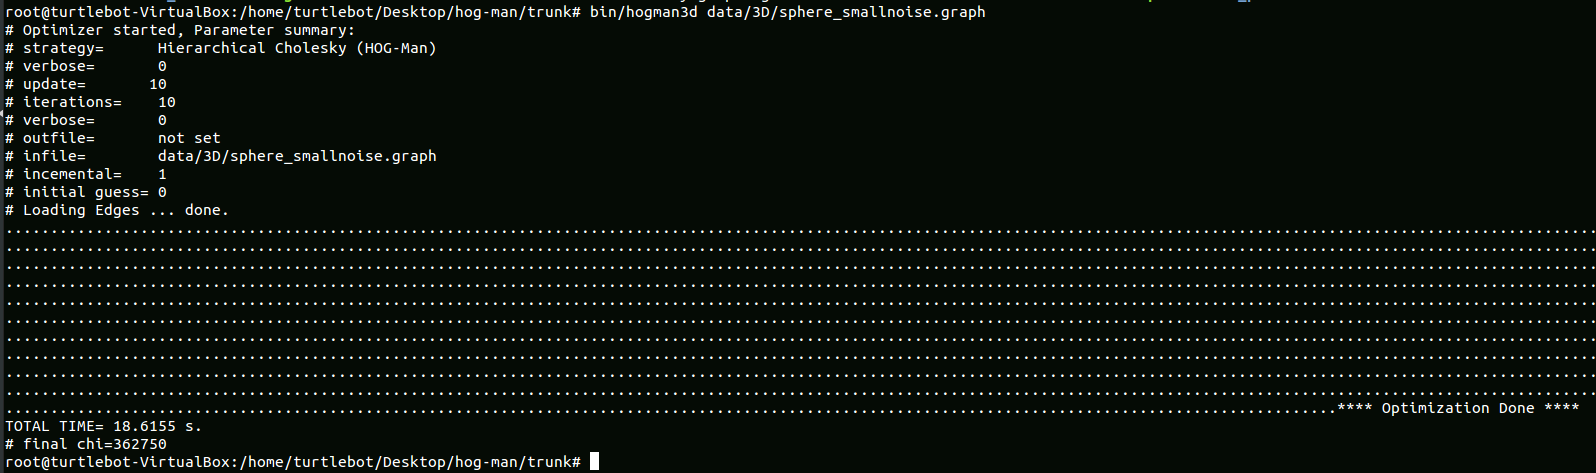 root@turtlebot-VirtualBox:/home/turtlebot/Desktop/hog-man/trunk# bin/hogman3d data/3D/sphere_smallnoise.graph
# Optimizer started, Parameter summary:
# strategy=      Hierarchical Cholesky (HOG-Man)
# verbose=       0
# update=       10
# iterations=    10
# verbose=       0
# outfile=       not set
# infile=        data/3D/sphere_smallnoise.graph
# incemental=    1
# initial guess= 0
# Loading Edges ... done.
**** Optimization Done ****
TOTAL TIME= 18.6155 s.
# final chi=362750
root@turtlebot-VirtualBox:/home/turtlebot/Desktop/hog-man/trunk#